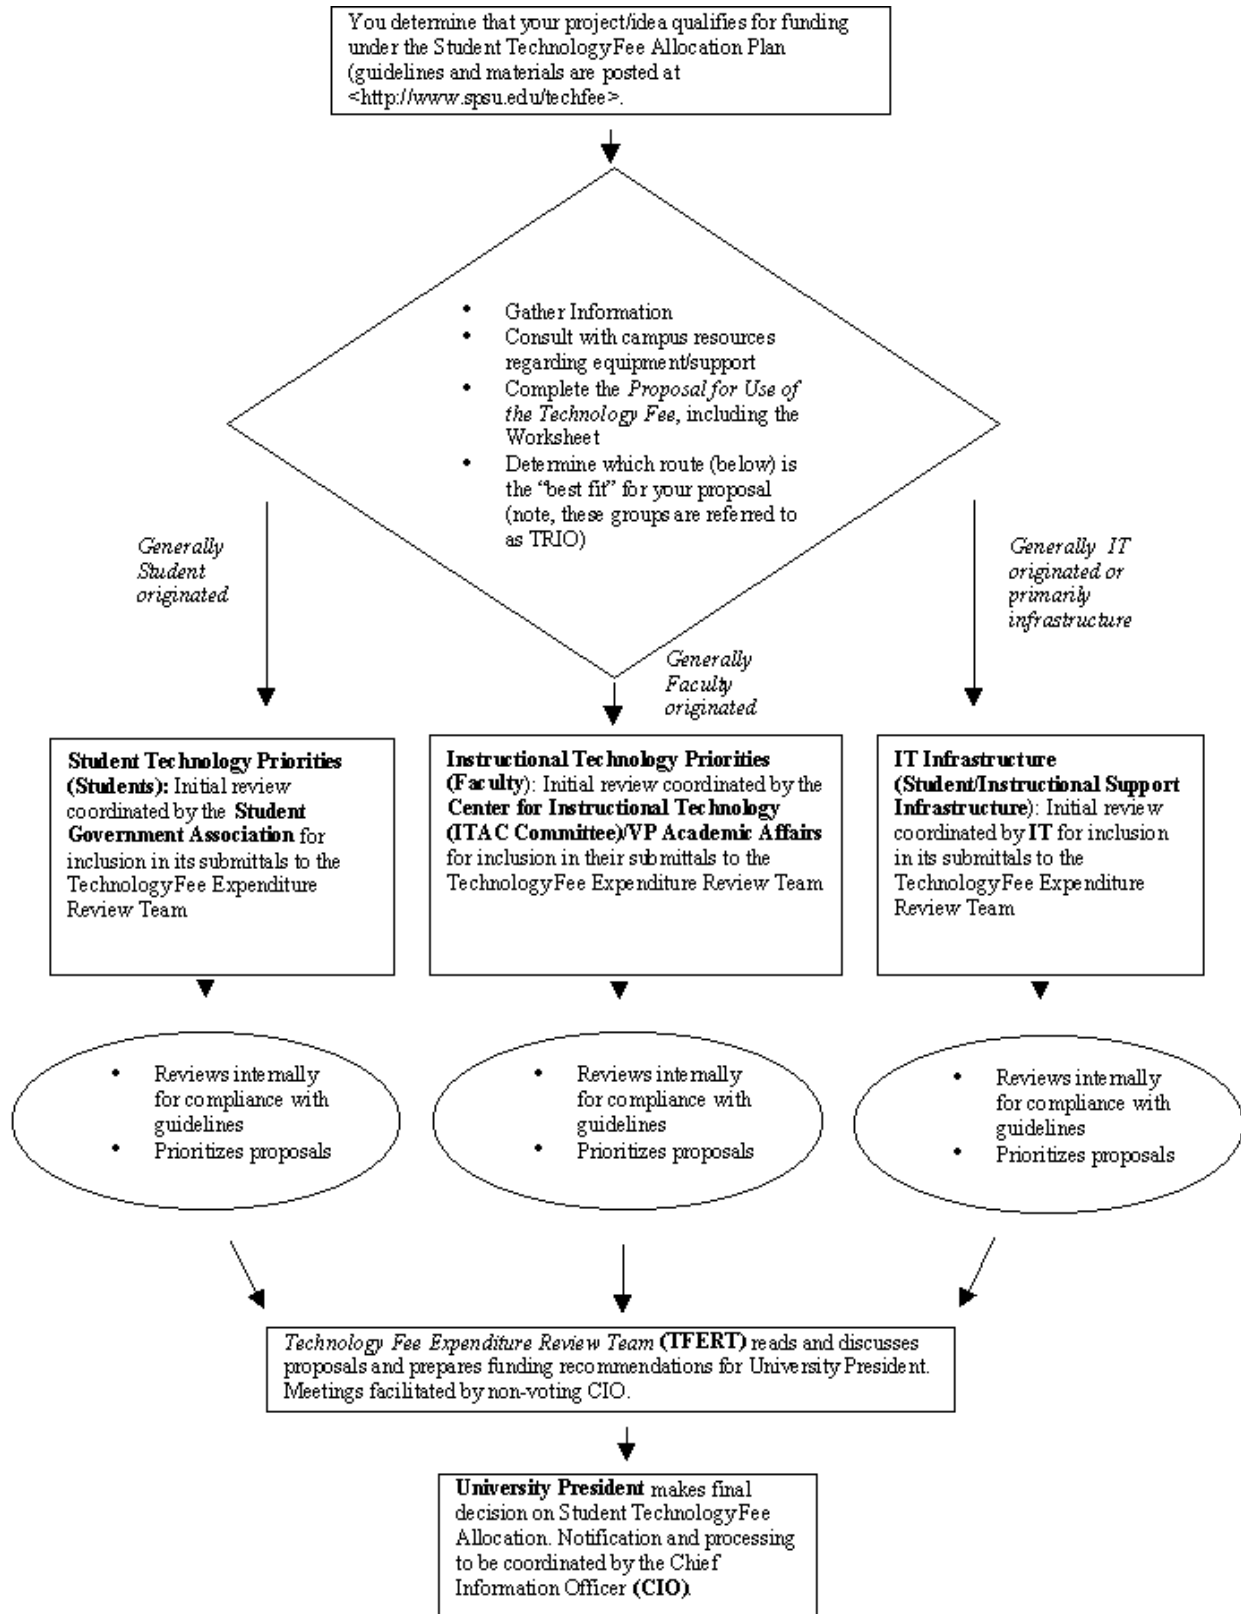 You determine that your project/idea qualifies for funding
under the Student Technology Fee Allocation Plan
(guidelines and materials are posted at
<http://www.spsu.edu/techfee>.
• Gather Information
• Consult with campus resources
regarding equipment/support
• Complete the Proposal for Use of
the Technology Fee, including the
Worksheet
• Determine which route (below) is
the “best fit” for your proposal
(note, these groups are referred to
as TRIO)
Generally
Student
originated
Generally
Faculty
originated
Generally IT
originated or
primarily
infrastructure
Student Technology Priorities
(Students): Initial review
coordinated by the Student
Government Association for
inclusion in its submittals to the
Technology Fee Expenditure
Review Team
Instructional Technology Priorities
(Faculty): Initial review coordinated by the
Center for Instructional Technology
(ITAC Committee)/VP Academic Affairs
for inclusion in their submittals to the
Technology Fee Expenditure Review Team
IT Infrastructure
(Student/Instructional Support
Infrastructure): Initial review
coordinated by IT for inclusion
in its submittals to the
Technology Fee Expenditure
Review Team
• Reviews internally
for compliance with
guidelines
• Prioritizes proposals
• Reviews internally
for compliance with
guidelines
• Prioritizes proposals
• Reviews internally
for compliance with
guidelines
• Prioritizes proposals
Technology Fee Expenditure Review Team (TFERT) reads and discusses
proposals and prepares funding recommendations for University President.
Meetings facilitated by non-voting CIO.
University President makes final
decision on Student Technology Fee
Allocation. Notification and processing
to be coordinated by the Chief
Information Officer (CIO).